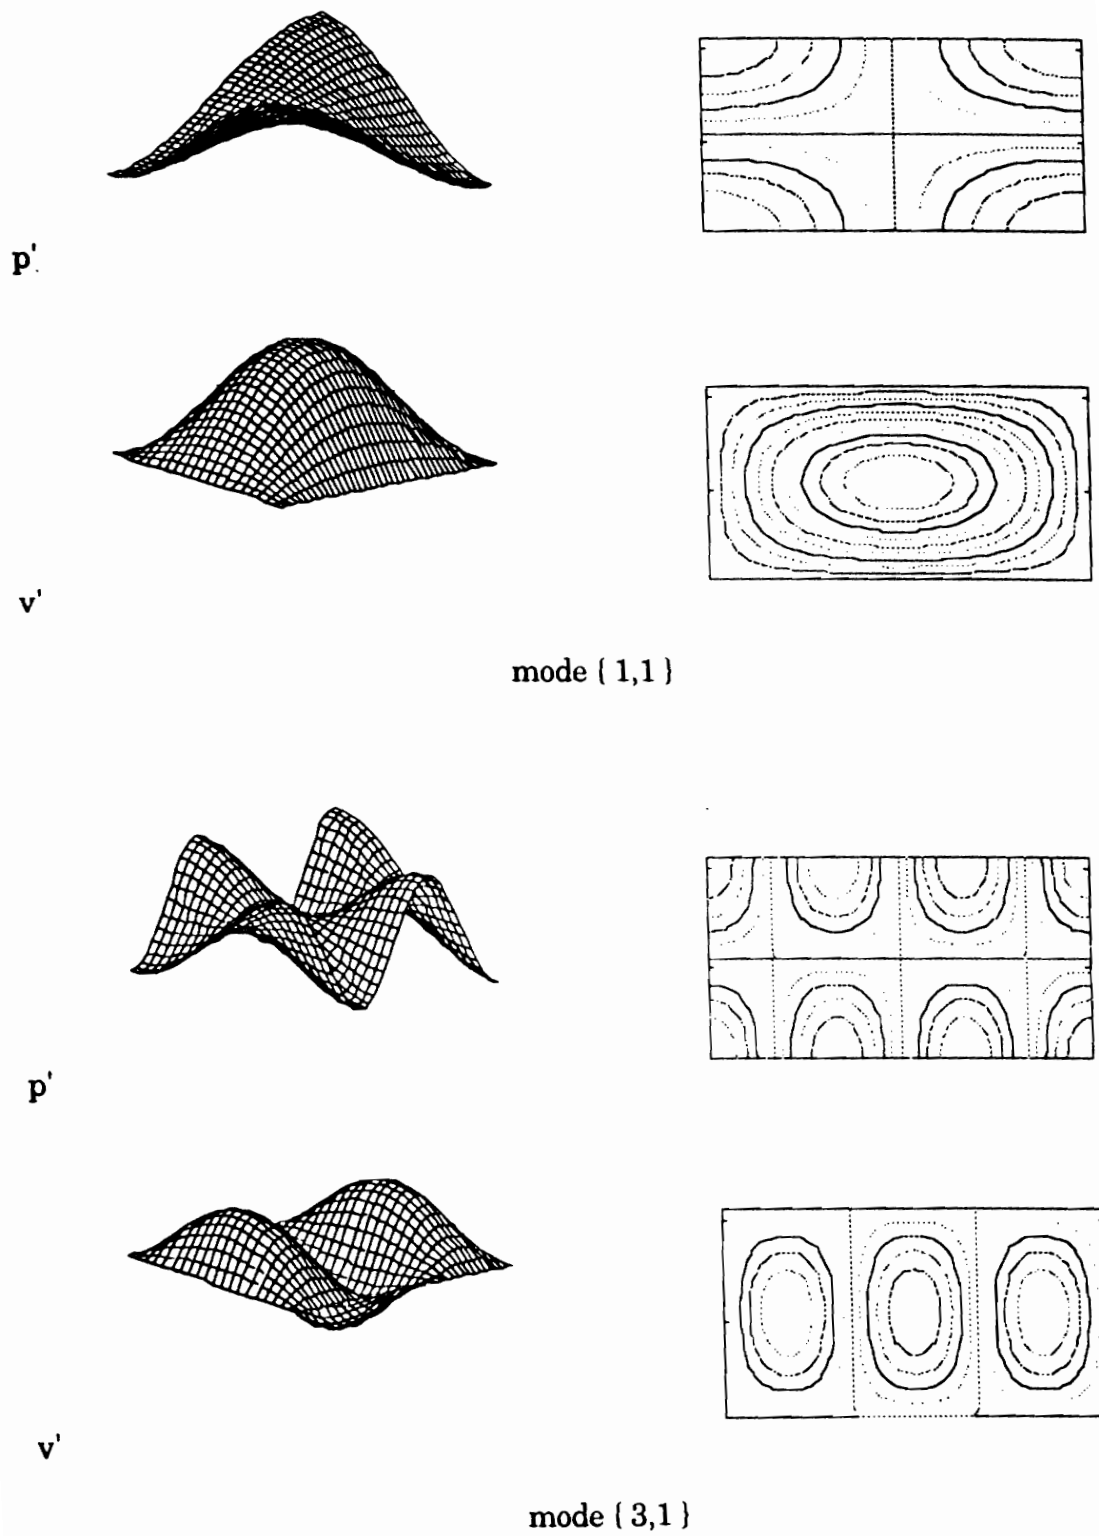 p'
v'
mode { 1,1 }
p'
v'
mode { 3,1 }